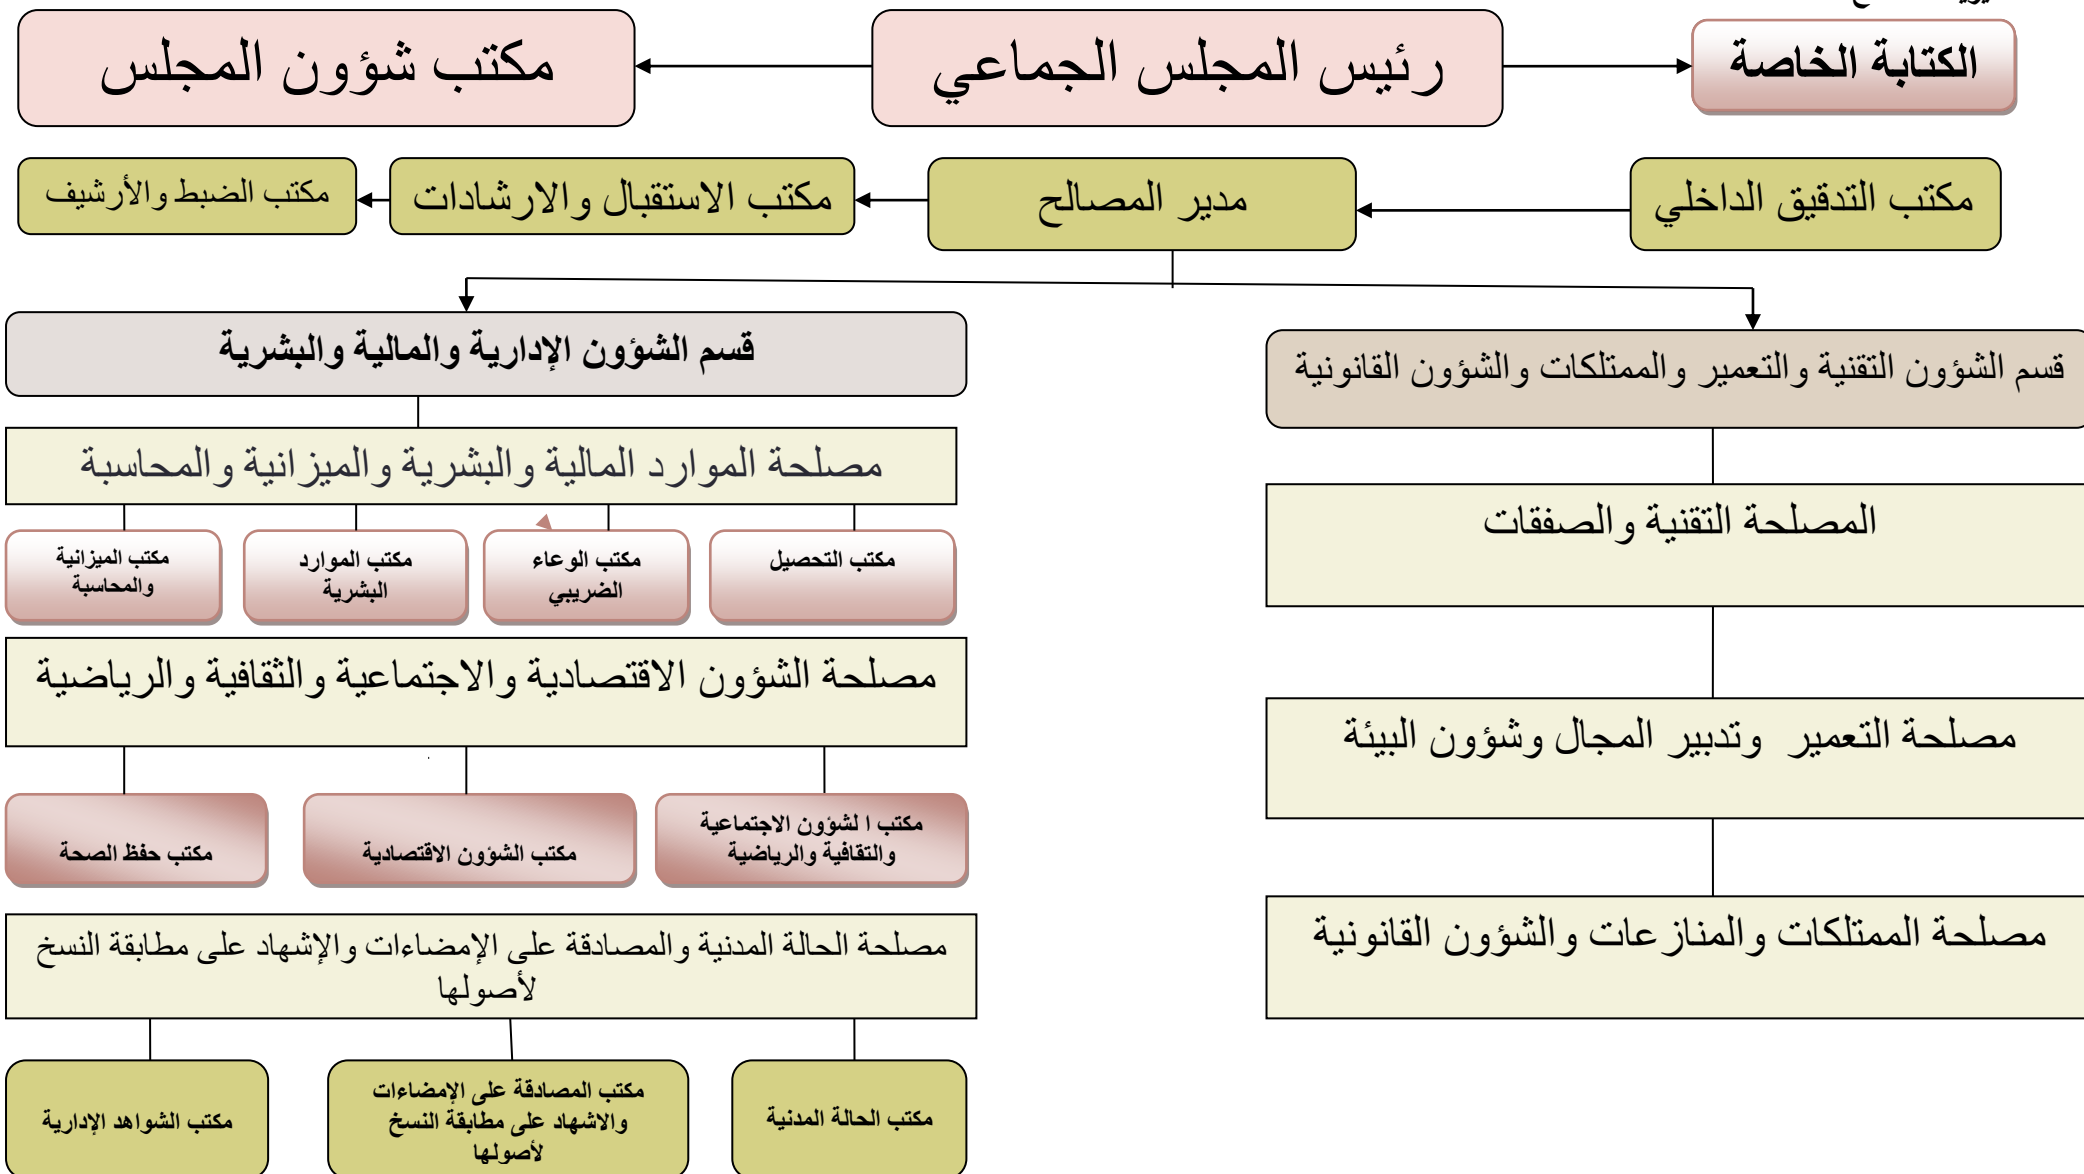 الكتابة الخاصة
رئيس المجلس الجماعي
مكتب شؤون المجلس
مكتب التدقيق الداخلي
مدير المصالح
مكتب الاستقبال والارشادات
مكتب الضبط والأرشيف
قسم الشؤون التقنية والتعمير والممتلكات والشؤون القانونية
المصلحة التقنية والصفقات
مصلحة التعمير وتدبير المجال وشؤون البيئة
مصلحة الممتلكات والمنازعات والشؤون القانونية
قسم الشؤون الإدارية والمالية والبشرية
مصلحة الموارد المالية والبشرية والميزانية والمحاسبة
مكتب التحصيل
مكتب الوعاء
الضريبي
مكتب الموارد
البشرية
مكتب الميزانية
والمحاسبة
مصلحة الشؤون الاقتصادية والاجتماعية والثقافية والرياضية
مكتب ا لشؤون الاجتماعية
والثقافية والرياضية
مكتب الشؤون الاقتصادية
مكتب حفظ الصحة
مصلحة الحالة المدنية والمصادقة على الإمضاءات والإشهاد على مطابقة النسخ
لأصولها
مكتب الحالة المدنية
مكتب المصادقة على الإمضاءات
والاشهاد على مطابقة النسخ
لأصولها
مكتب الشواهد الإدارية